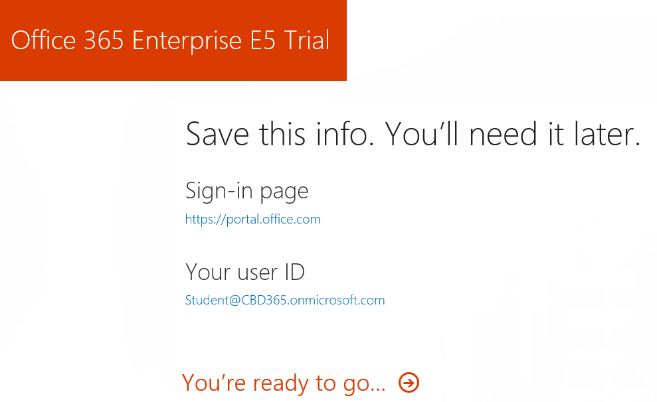 Office 365 Enterprise E5 Trial
Save this info. You'll need it later.
Sign-in page
https://portal.office.com
Your user ID
Student@CBD365.onmicrosoft.com
You're ready to go...